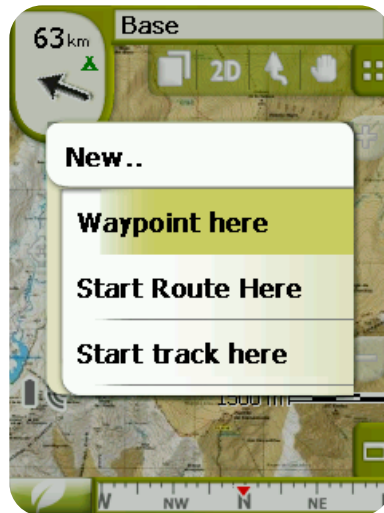 63km
Base
2D
New..
Waypoint here
Start Route Here
Start track here
W NW N NE